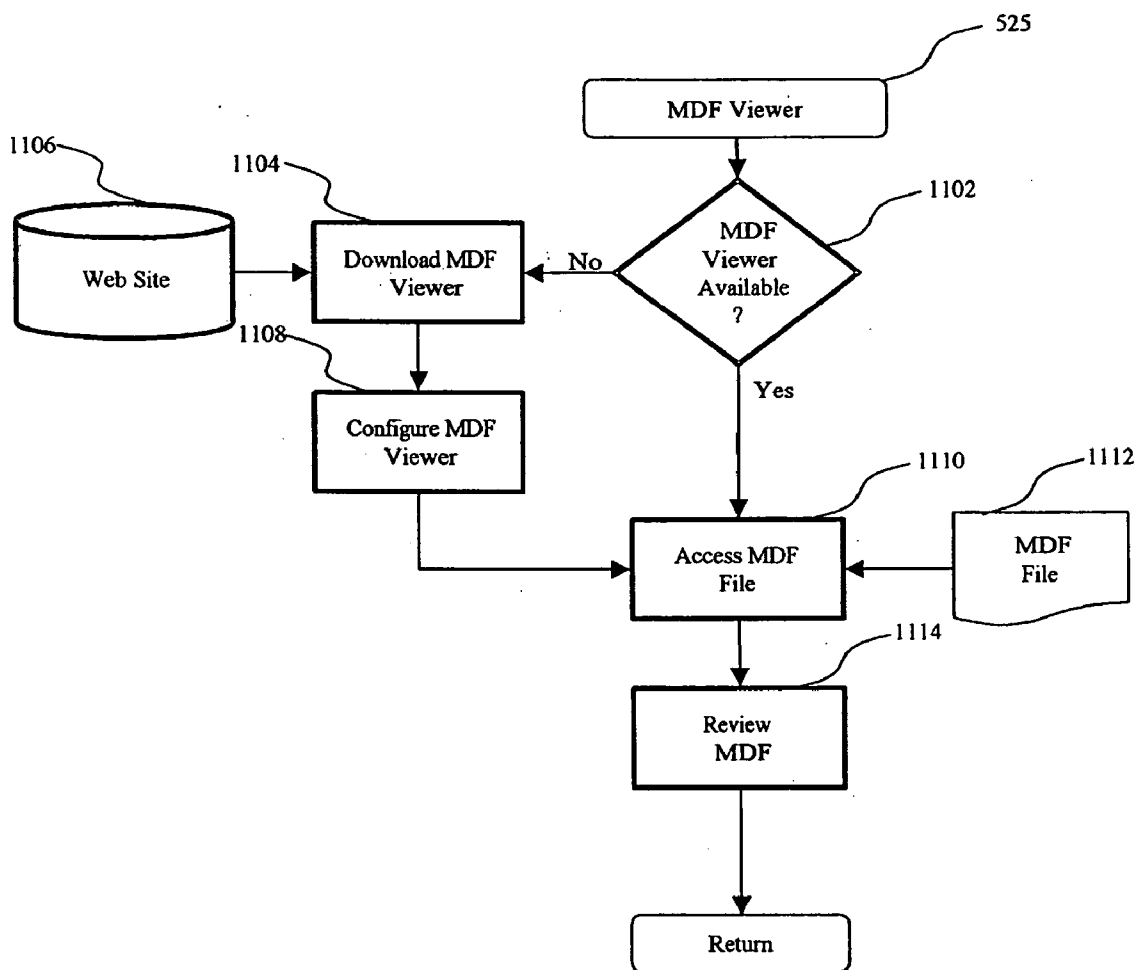 525
MDF Viewer
1106
1104
1102
MDF
Viewer
Available
?
No
Download MDF
Viewer
Web Site
1108
Yes
Configure MDF
Viewer
1110
1112
Access MDF
File
MDF
File
1114
Review
MDF
Return